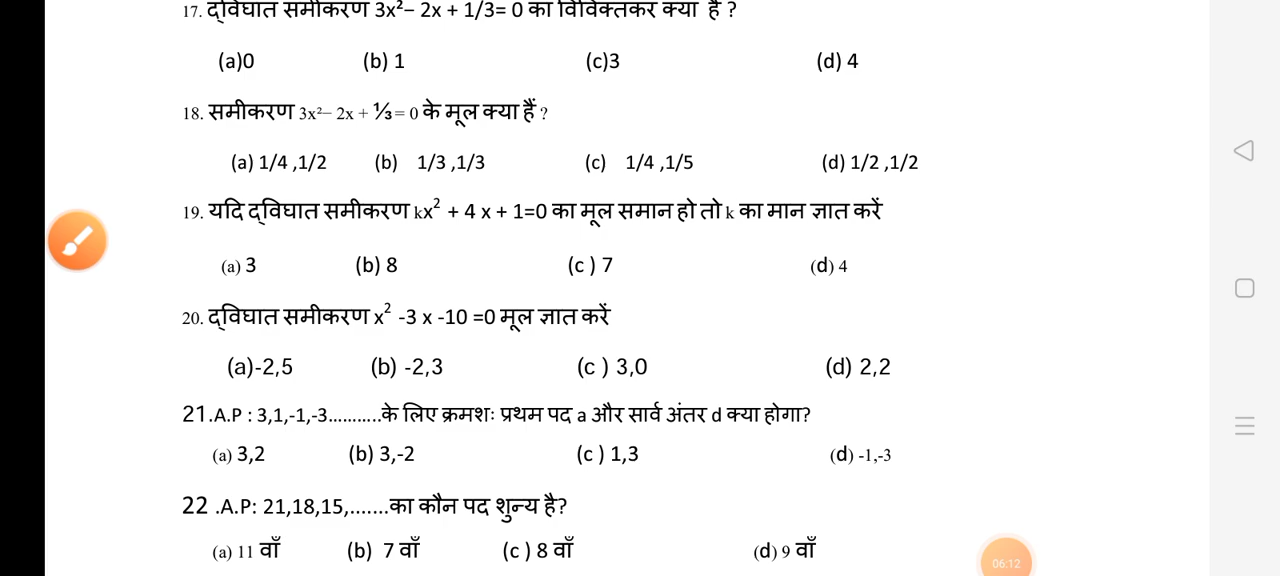 17. द्विघात समीकरण 3x²– 2x + 1/3= 0 का विविक्तकर क्या है ?
(a)0 (b) 1 (c)3 (d) 4
18. समीकरण 3x²– 2x + ⅓ = 0 के मूल क्या हैं ?
(a) 1/4 ,1/2 (b) 1/3 ,1/3 (c) 1/4 ,1/5 (d) 1/2 ,1/2
19. यदि द्विघात समीकरण kx² + 4 x + 1=0 का मूल समान हो तो k का मान ज्ञात करें
(a) 3 (b) 8 (c ) 7 (d) 4
20. द्विघात समीकरण x² -3 x -10 =0 मूल ज्ञात करें
(a)-2,5 (b) -2,3 (c ) 3,0 (d) 2,2
21.A.P : 3,1,-1,-3...........के लिए क्रमशः प्रथम पद a और सार्व अंतर d क्या होगा?
(a) 3,2 (b) 3,-2 (c ) 1,3 (d) -1,-3
22 .A.P: 21,18,15,.......का कौन पद शुन्य है?
(a) 11 वाँ (b) 7 वाँ (c ) 8 वाँ (d) 9 वाँ
06:12